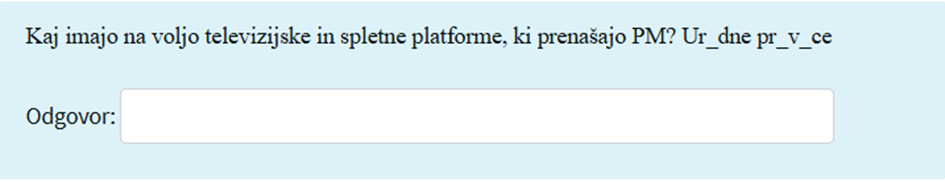 Kaj imajo na voljo televizijske in spletne platforme, ki prenašajo PM? Ur_dne pr_v_ce
Odgovor: